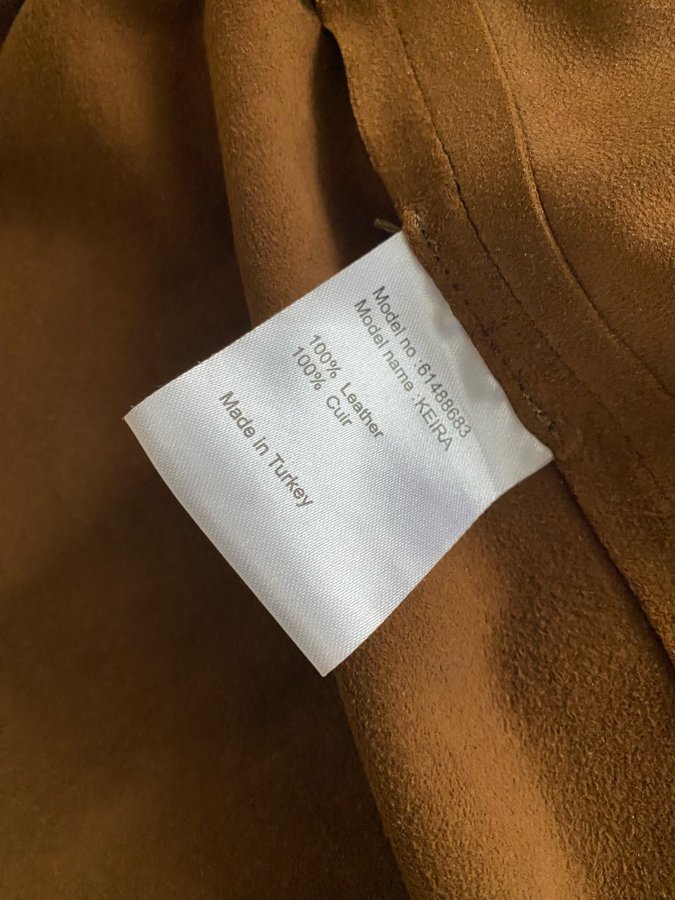 Model no :61488683
Model name :KEIRA
100% Leather
100% Cuir
Made in Turkey